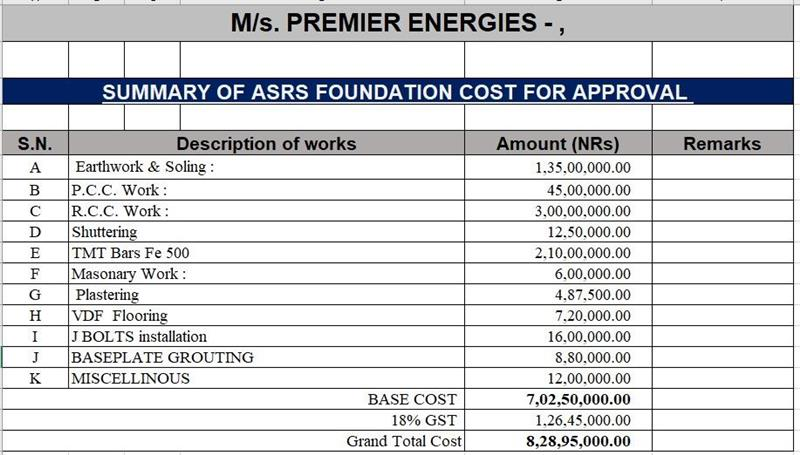 M/s. PREMIER ENERGIES - ,
SUMMARY OF ASRS FOUNDATION COST FOR APPROVAL
S.N. Description of works Amount (NRs) Remarks
A Earthwork & Soling : 1,35,00,000.00
B P.C.C. Work : 45,00,000.00
C R.C.C. Work : 3,00,00,000.00
D Shuttering 12,50,000.00
E TMT Bars Fe 500 2,10,00,000.00
F Masonary Work : 6,00,000.00
G Plastering 4,87,500.00
H VDF Flooring 7,20,000.00
I J BOLTS installation 16,00,000.00
J BASEPLATE GROUTING 8,80,000.00
K MISCELLINOUS 12,00,000.00
BASE COST 7,02,50,000.00
18% GST 1,26,45,000.00
Grand Total Cost 8,28,95,000.00